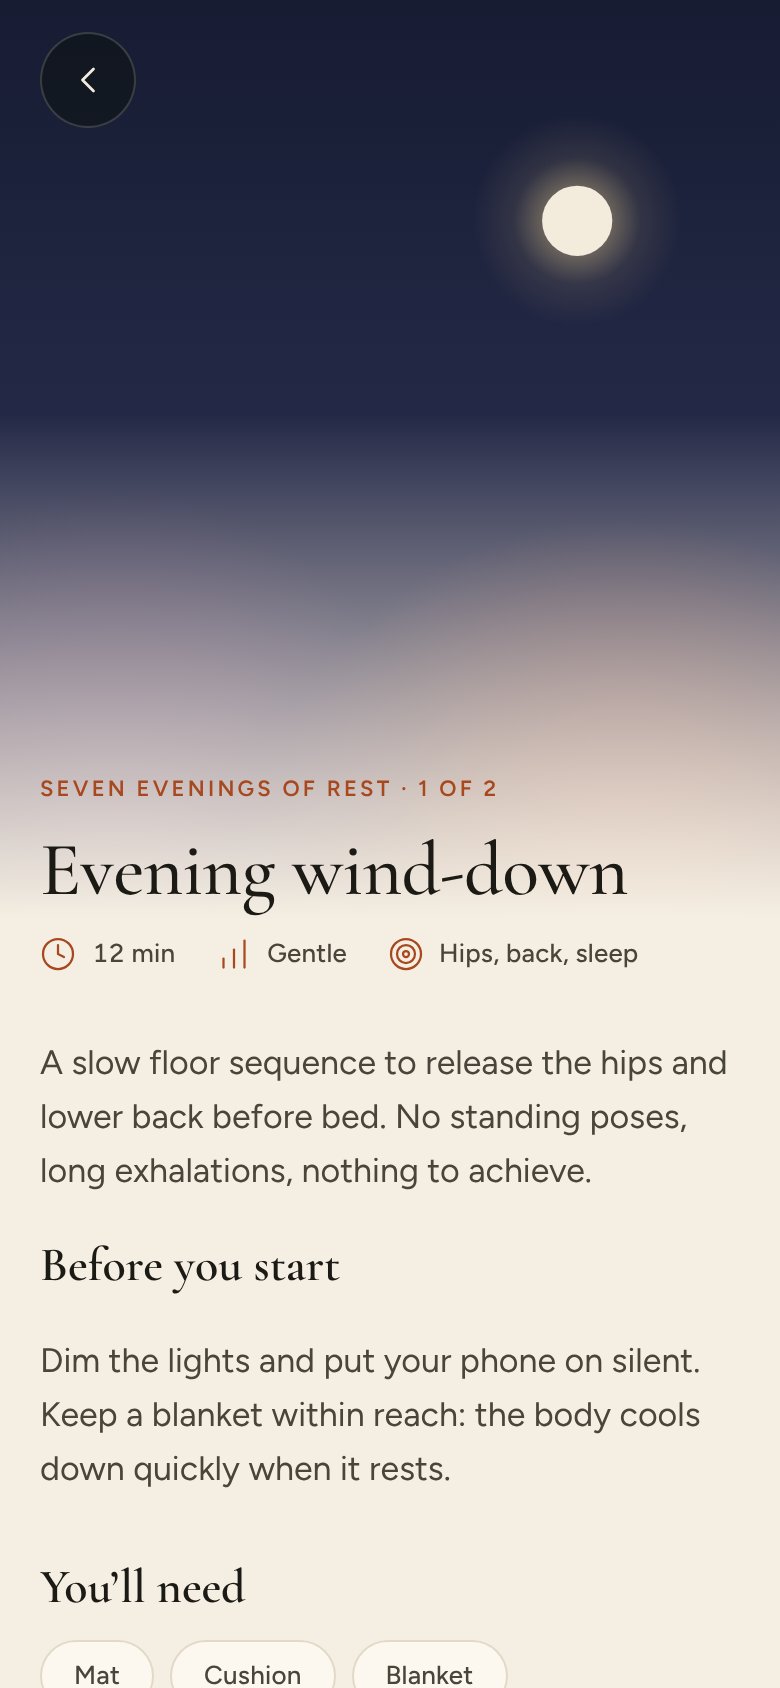 SEVEN EVENINGS OF REST · 1 OF 2
Evening wind-down
12 min Gentle Hips, back, sleep
A slow floor sequence to release the hips and
lower back before bed. No standing poses,
long exhalations, nothing to achieve.
Before you start
Dim the lights and put your phone on silent.
Keep a blanket within reach: the body cools
down quickly when it rests.
You’ll need
Mat Cushion Blanket